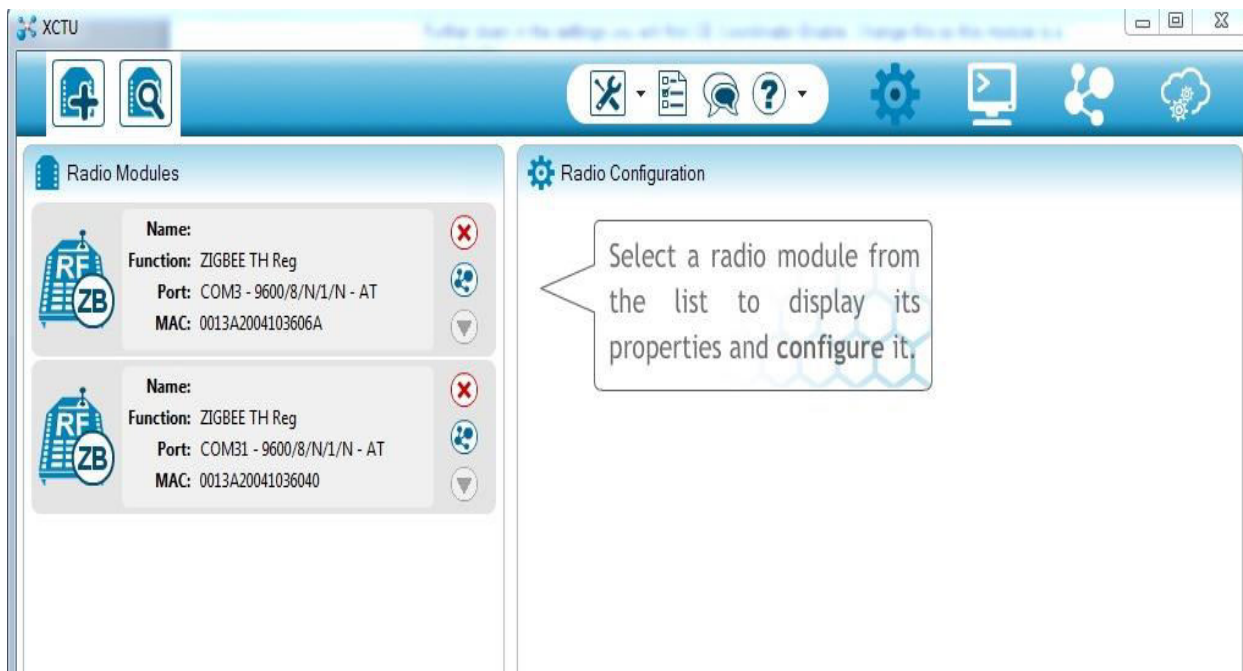 XCTU
Radio Modules
Name:
Function: ZIGBEE TH Reg
Port: COM3 - 9600/8/N/1/N - AT
MAC: 0013A2004103606A
Name:
Function: ZIGBEE TH Reg
Port: COM31 - 9600/8/N/1/N - AT
MAC: 0013A20041036040
Radio Configuration
Select a radio module from
the list to display its
properties and configure it.
RF
ZB
RF
ZB